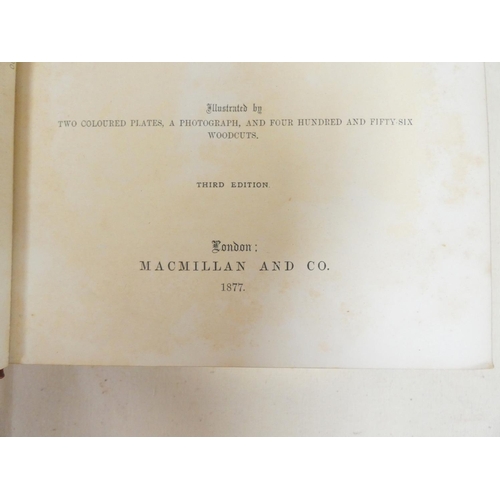 Illustrated by
TWO COLOURED PLATES, A PHOTOGRAPH, AND FOUR HUNDRED AND FIFTY-SIX
WOODCUTS.
THIRD EDITION.
London:
MACMILLAN AND CO.
1877.